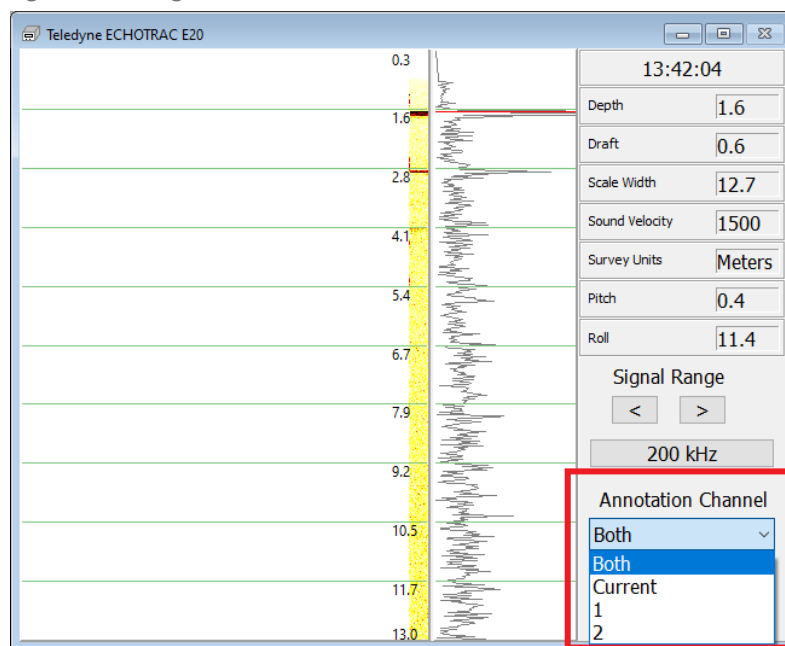 Teledyne ECHOTRAC E20
0.3
1.6
2.8
4.1
5.4
6.7
7.9
9.2
10.5
11.7
13.0
13:42:04
Depth 1.6
Draft 0.6
Scale Width 12.7
Sound Velocity 1500
Survey Units Meters
Pitch 0.4
Roll 11.4
Signal Range
< >
200 kHz
Annotation Channel
Both
Both
Current
1
2